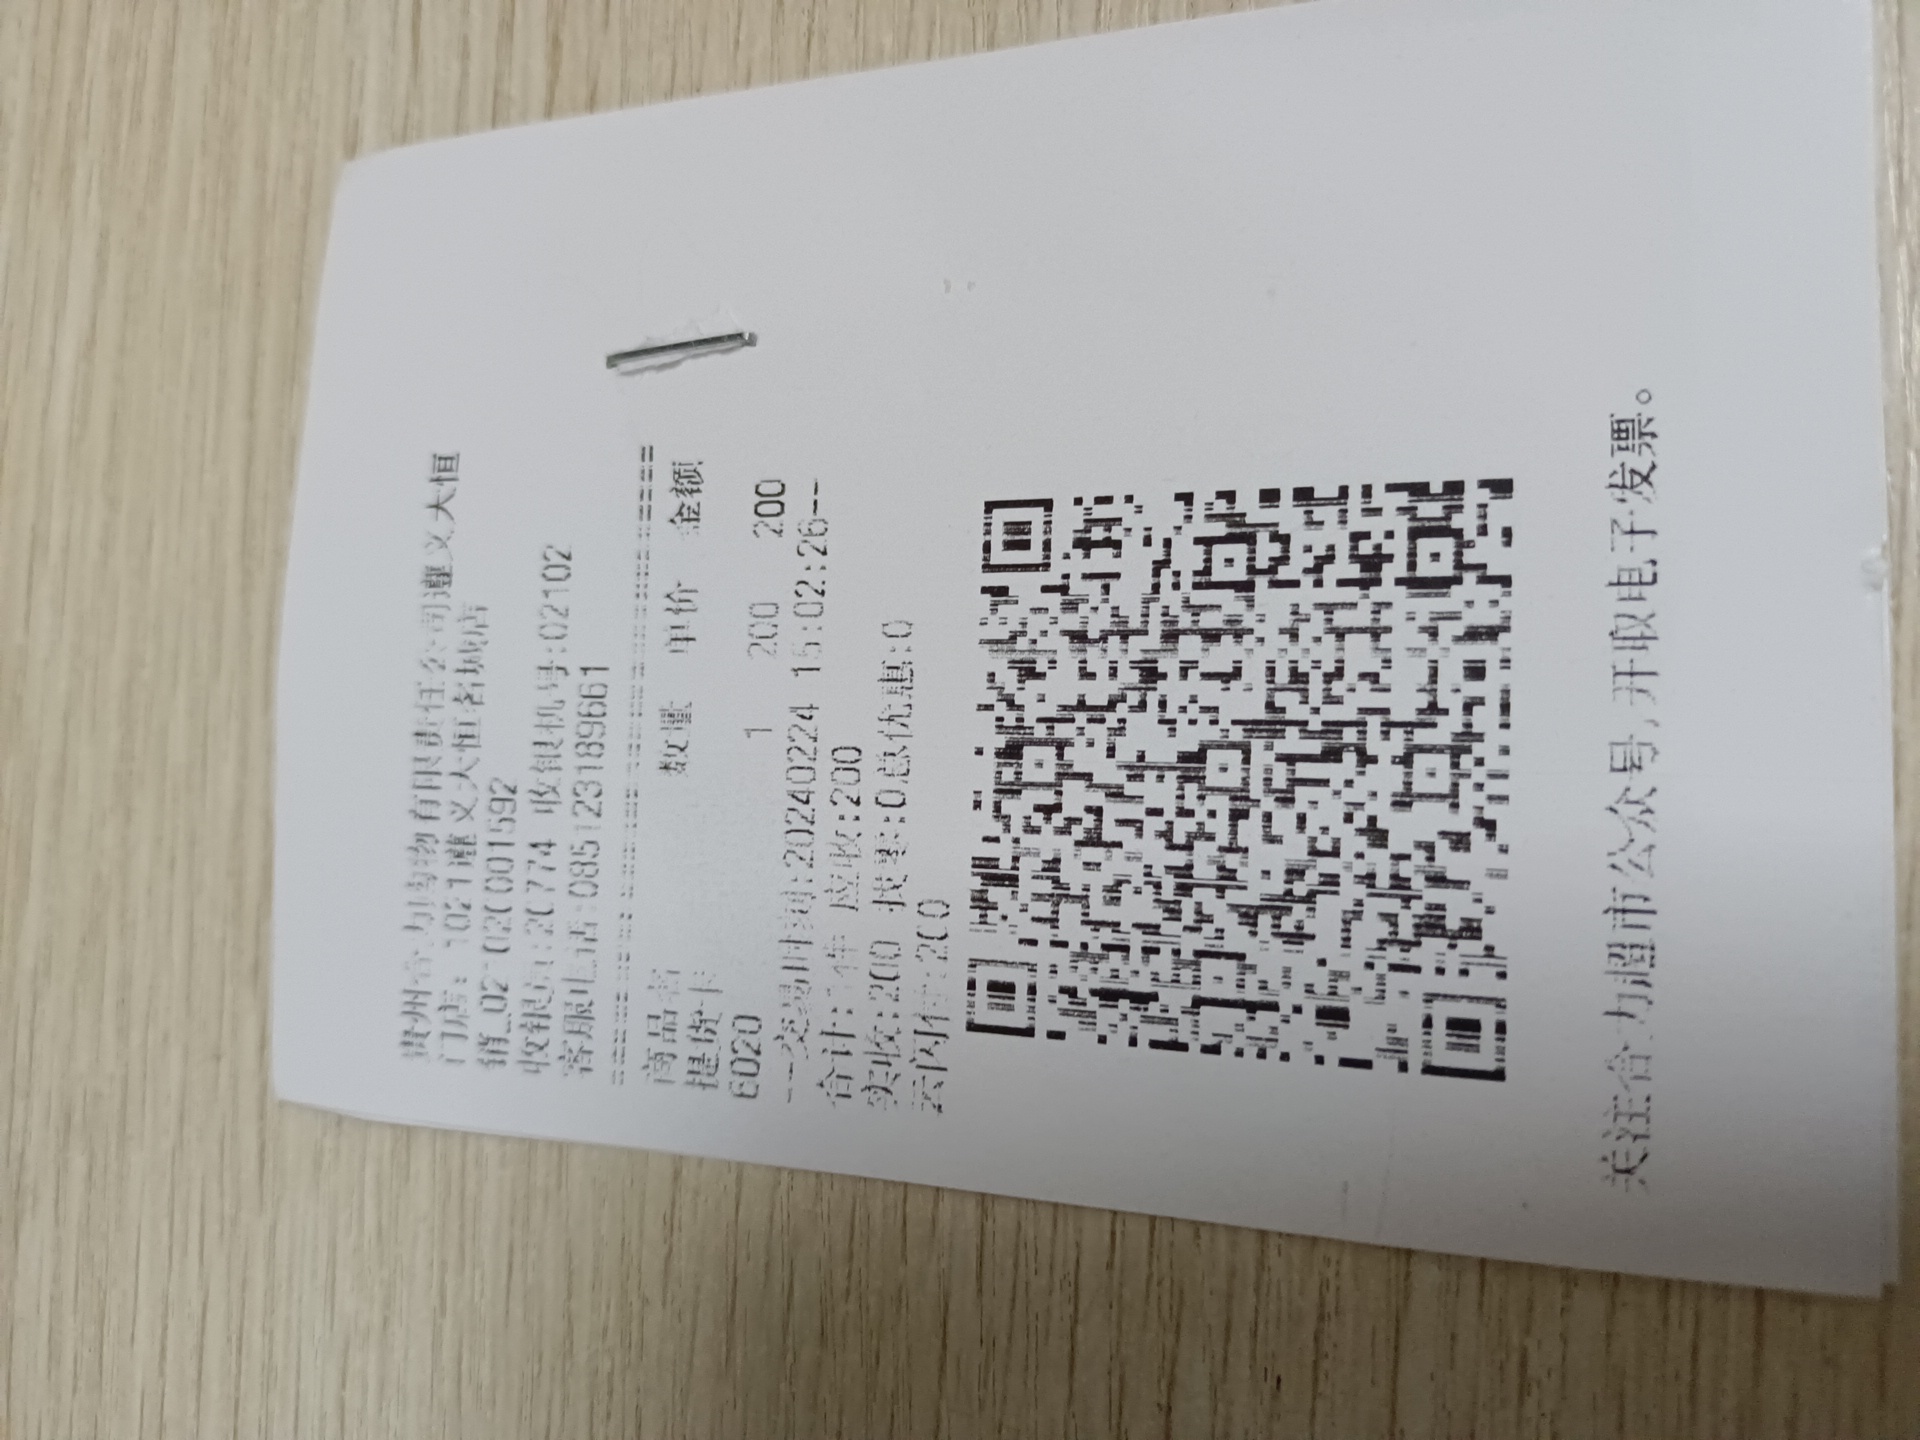 贵州合力购物有限责任公司遵义大恒
门店: 1021遵义大恒名城店
销_02-0200001592
收银员:20774 收银机号:02102
客服电话:085123189661
商品名 数量 单价 金额
提货卡
6020 1 200 200
---交易时间:20240224 15:02:26--
合计:1件 应收:200
实收:200 找零:0总优惠:0
云闪付:200
关注合力超市公众号,开取电子发票。